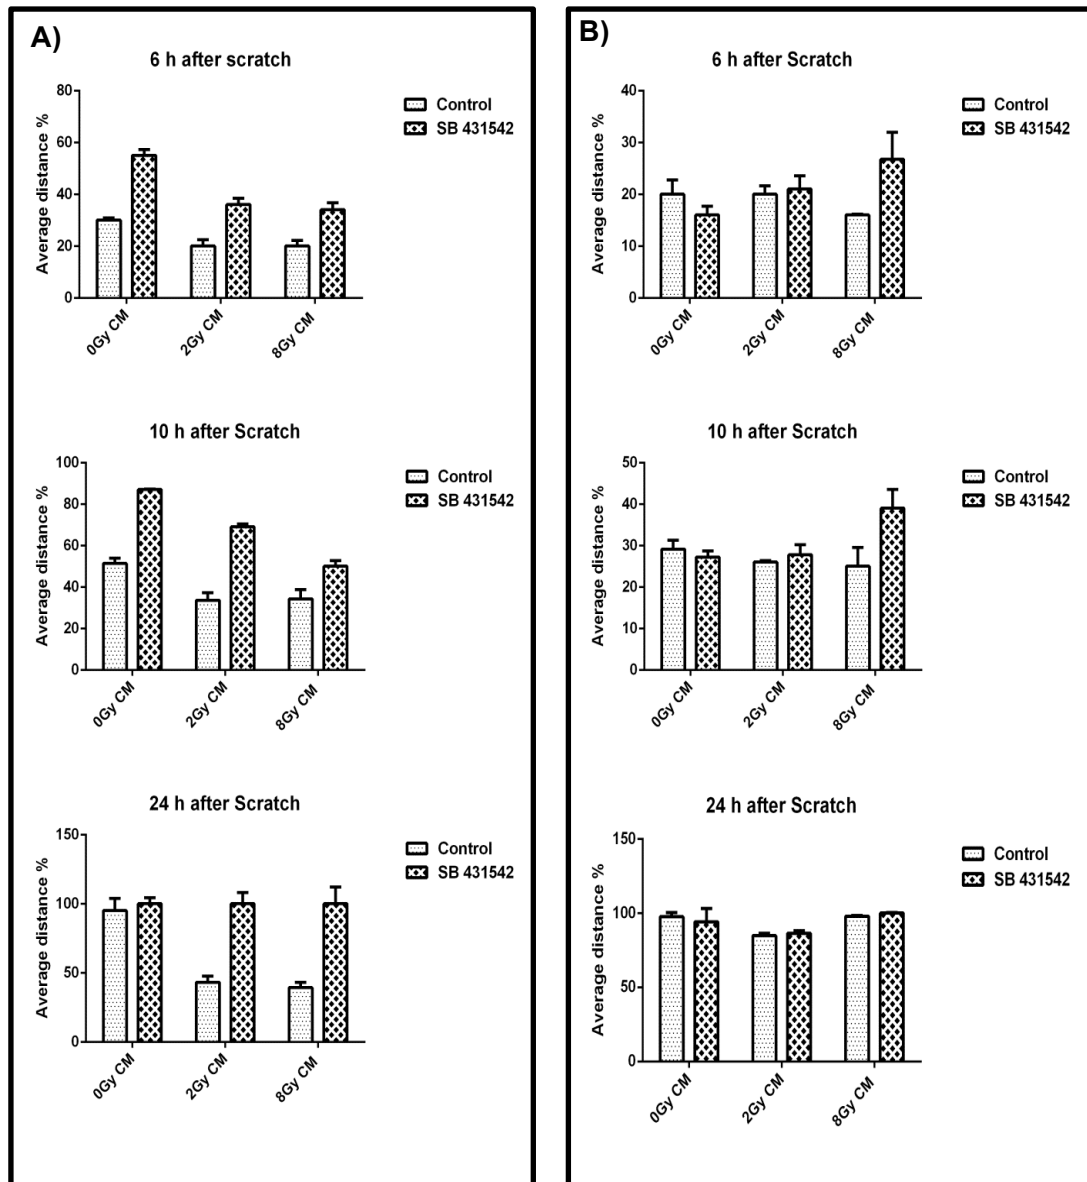 A)
6 h after scratch
Control
SB 431542
Average distance %
80
60
40
20
0
0Gy CM
2Gy CM
8Gy CM
10 h after Scratch
Control
SB 431542
Average distance %
100
80
60
40
20
0
0Gy CM
2Gy CM
8Gy CM
24 h after Scratch
Control
SB 431542
Average distance %
150
100
50
0
0Gy CM
2Gy CM
8Gy CM
B)
6 h after Scratch
Control
SB 431542
Average distance %
40
30
20
10
0
0Gy CM
2Gy CM
8Gy CM
10 h after Scratch
Control
SB 431542
Average distance %
50
40
30
20
10
0
0Gy CM
2Gy CM
8Gy CM
24 h after Scratch
Control
SB 431542
Average distance %
150
100
50
0
0Gy CM
2Gy CM
8Gy CM